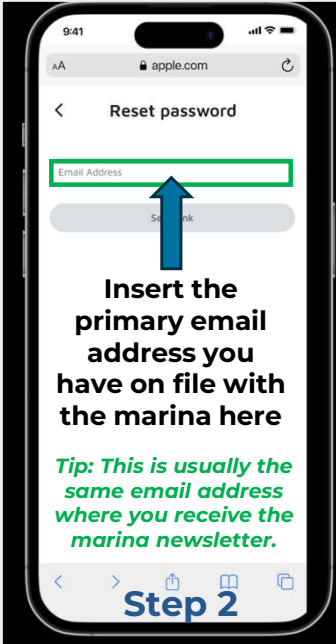 9:41
AA apple.com
Reset password
Email Address
Insert the
primary email
address you
have on file with
the marina here
Tip: This is usually the
same email address
where you receive the
marina newsletter.
Step 2